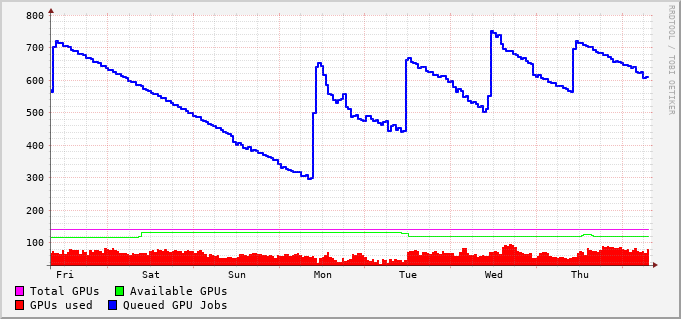 800
700
600
500
400
300
200
100
Fri Sat Sun Mon Tue Wed Thu
Total GPUs Available GPUs
GPUs used Queued GPU Jobs
RRDTOOL / TOBI OETIKER